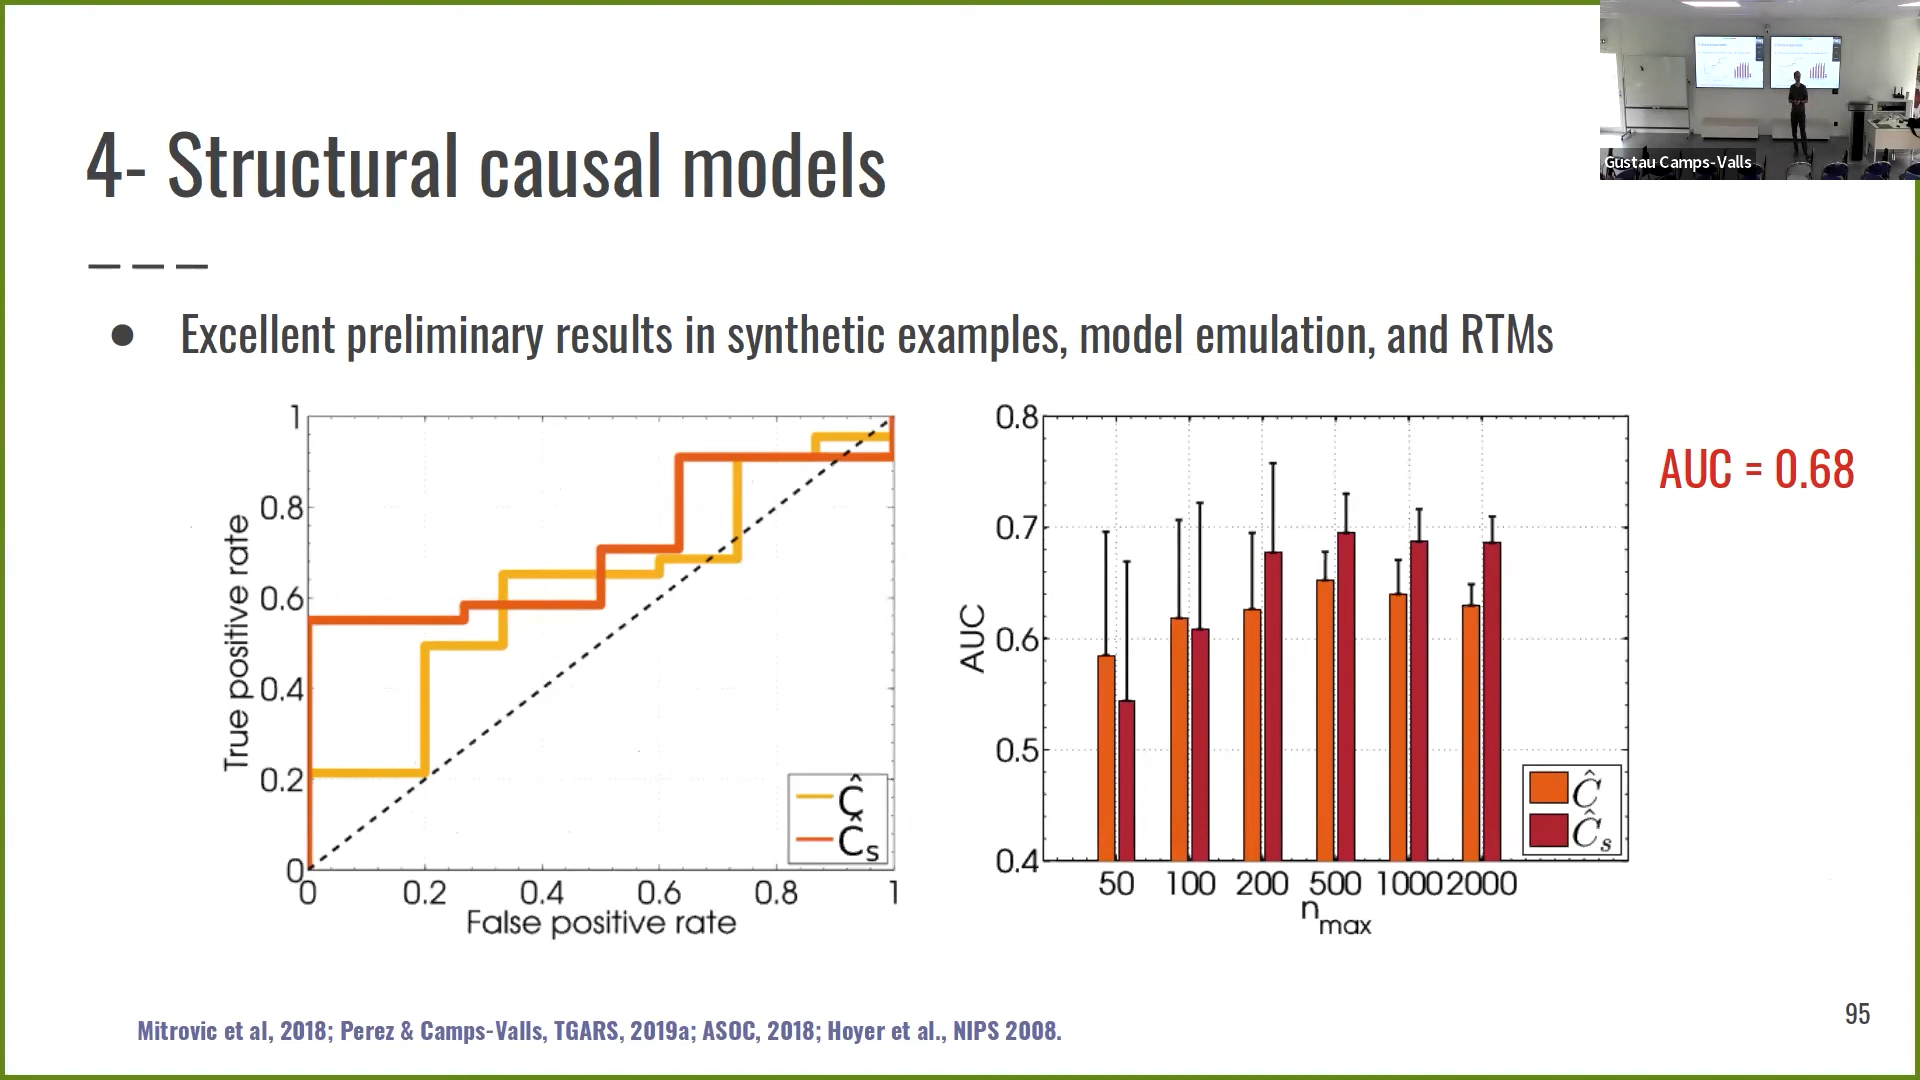 Gustau Camps-Valls
4- Structural causal models
● Excellent preliminary results in synthetic examples, model emulation, and RTMs
True positive rate
1
0.8
0.6
0.4
0.2
0
0 0.2 0.4 0.6 0.8 1
False positive rate
Ĉ
Ĉs
AUC
0.8
0.7
0.6
0.5
0.4
50 100 200 500 1000 2000
nmax
Ĉ
Ĉs
AUC = 0.68
Mitrovic et al, 2018; Perez & Camps-Valls, TGARS, 2019a; ASOC, 2018; Hoyer et al., NIPS 2008.
95